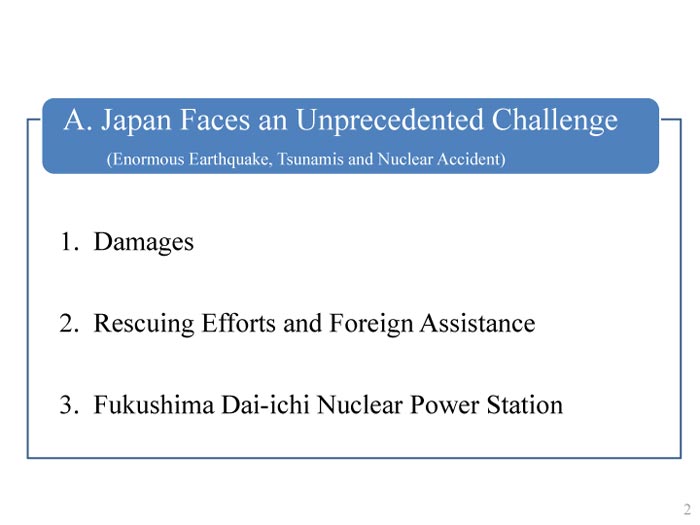 A. Japan Faces an Unprecedented Challenge
(Enormous Earthquake, Tsunamis and Nuclear Accident)
1. Damages
2. Rescuing Efforts and Foreign Assistance
3. Fukushima Dai-ichi Nuclear Power Station
2